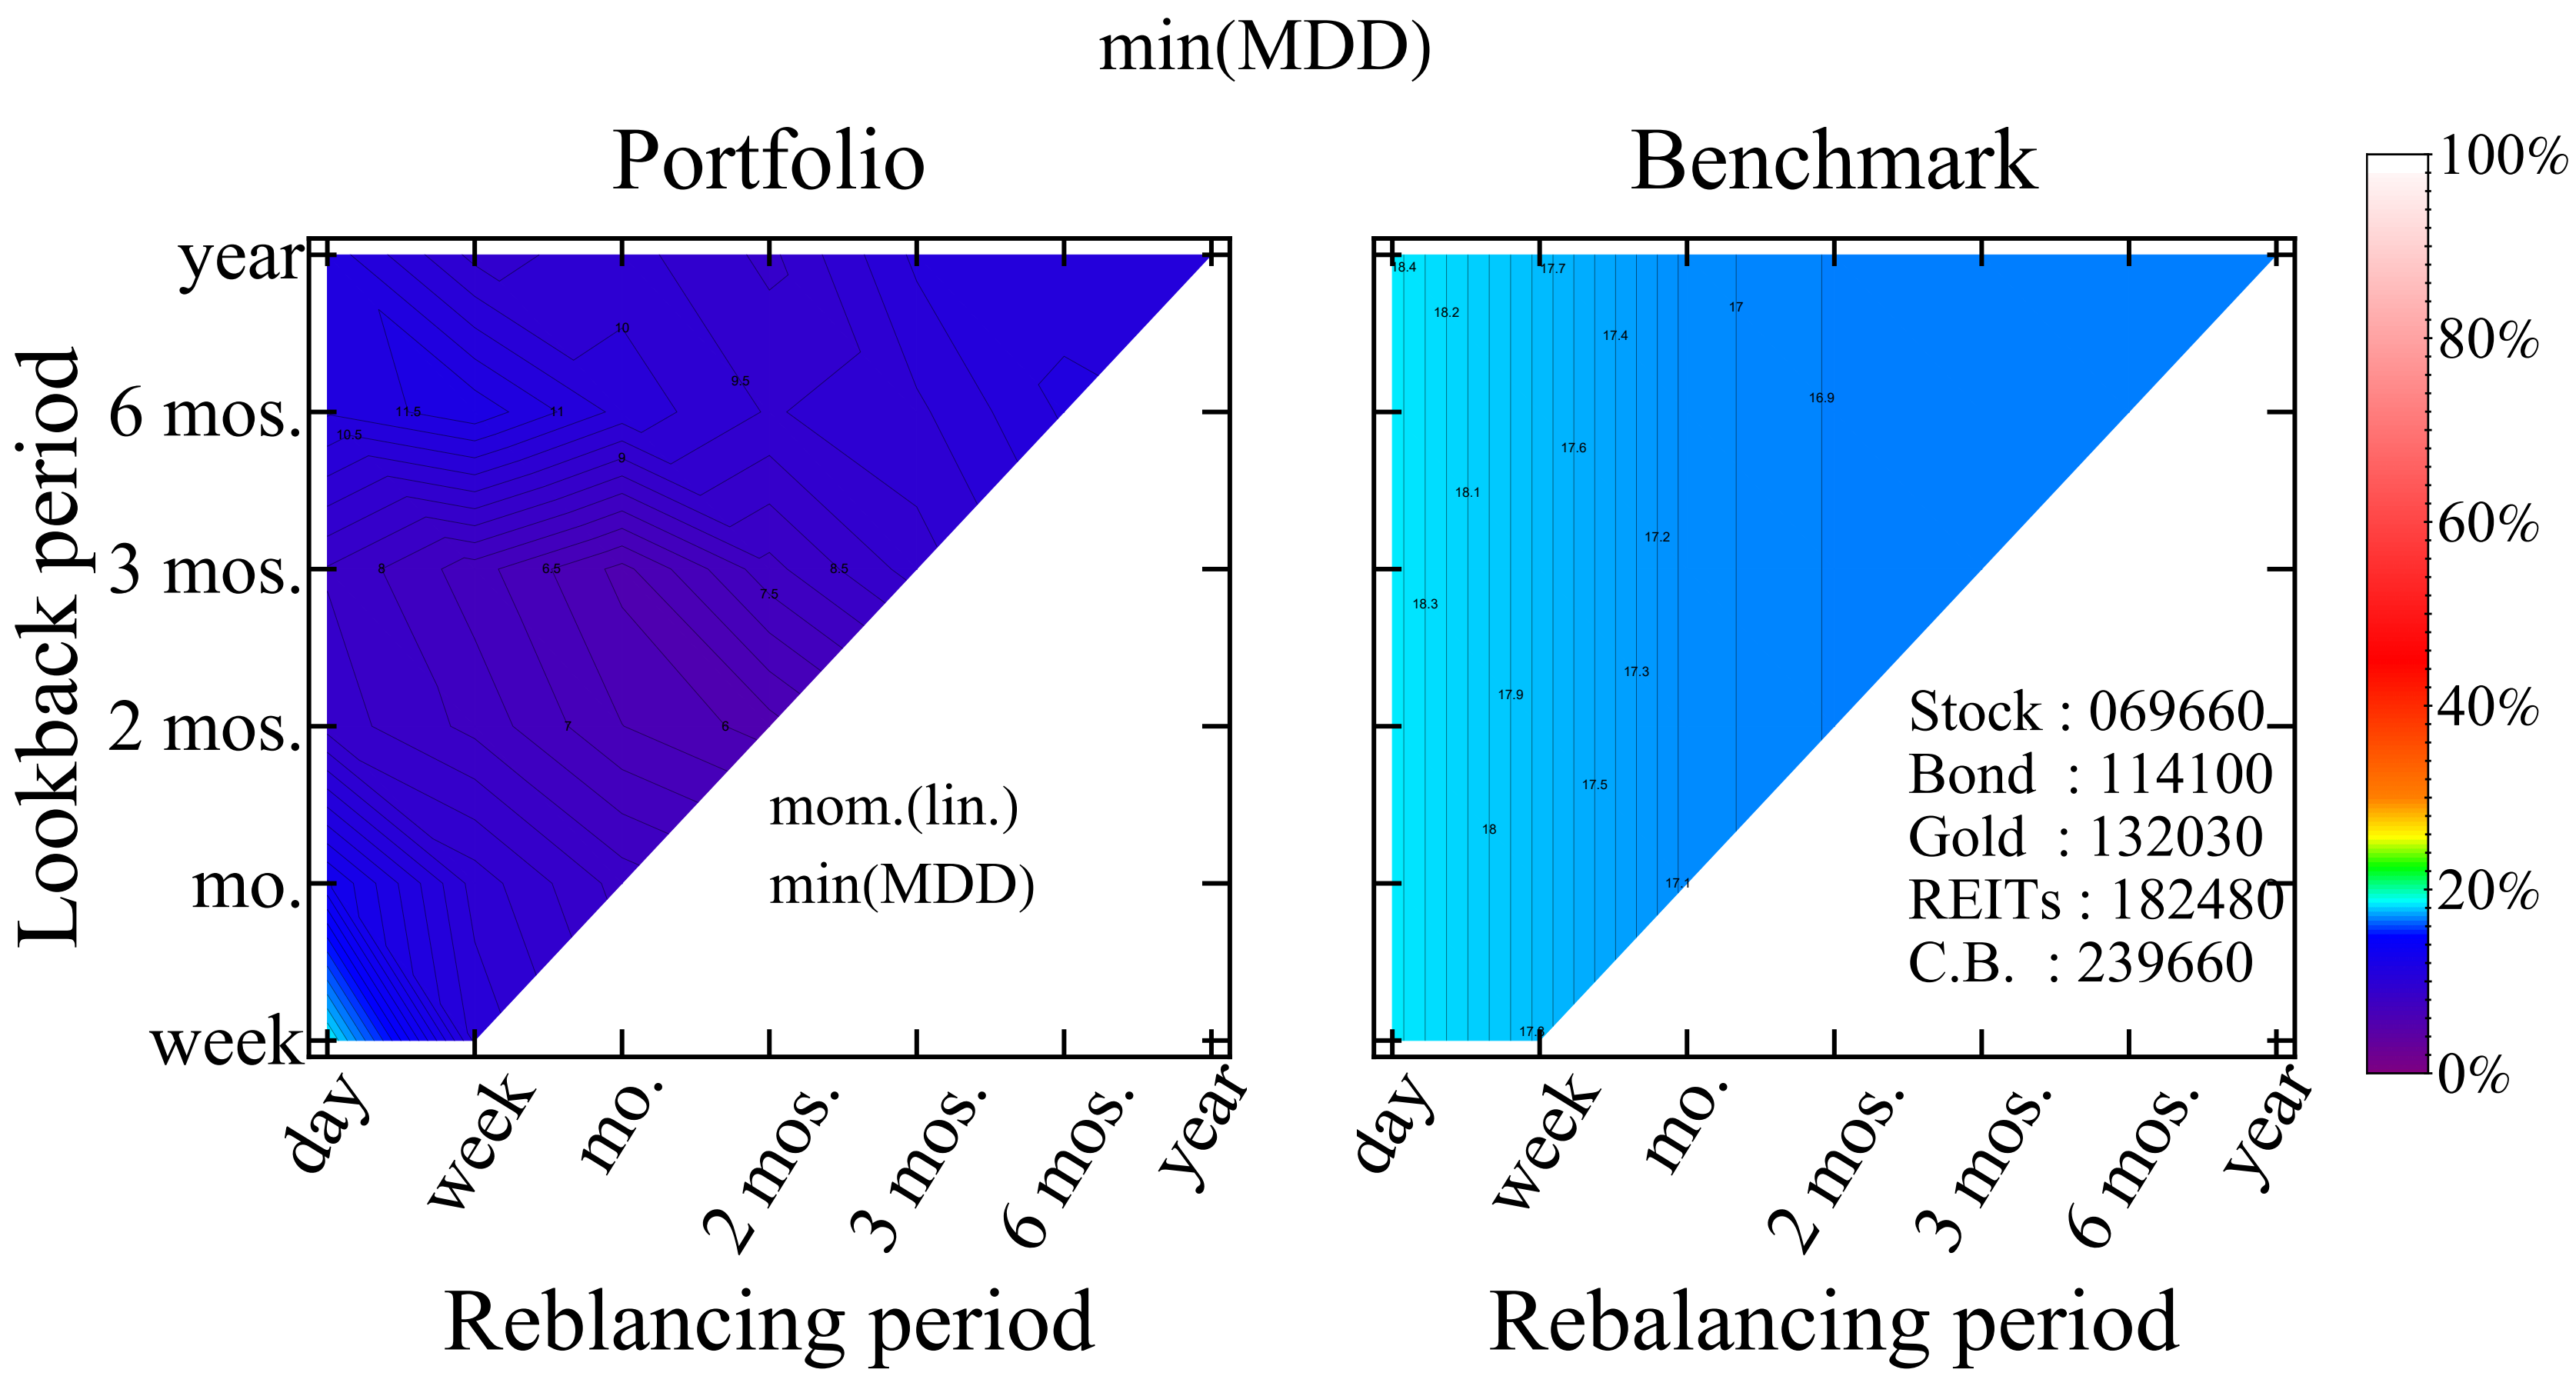 min(MDD)
Portfolio
Benchmark
Lookback period
year
6 mos.
3 mos.
2 mos.
mo.
week
10
9.5
11.5
11
10.5
9
8
6.5
8.5
7.5
7
6
mom.(lin.)
min(MDD)
day
week
mo.
2 mos.
3 mos.
6 mos.
year
Reblancing period
18.4
17.7
18.2
17
17.4
16.9
17.6
18.1
17.2
18.3
17.3
17.9
17.5
18
17.1
17.8
Stock : 069660
Bond : 114100
Gold : 132030
REITs : 182480
C.B. : 239660
day
week
mo.
2 mos.
3 mos.
6 mos.
year
Rebalancing period
100%
80%
60%
40%
20%
0%